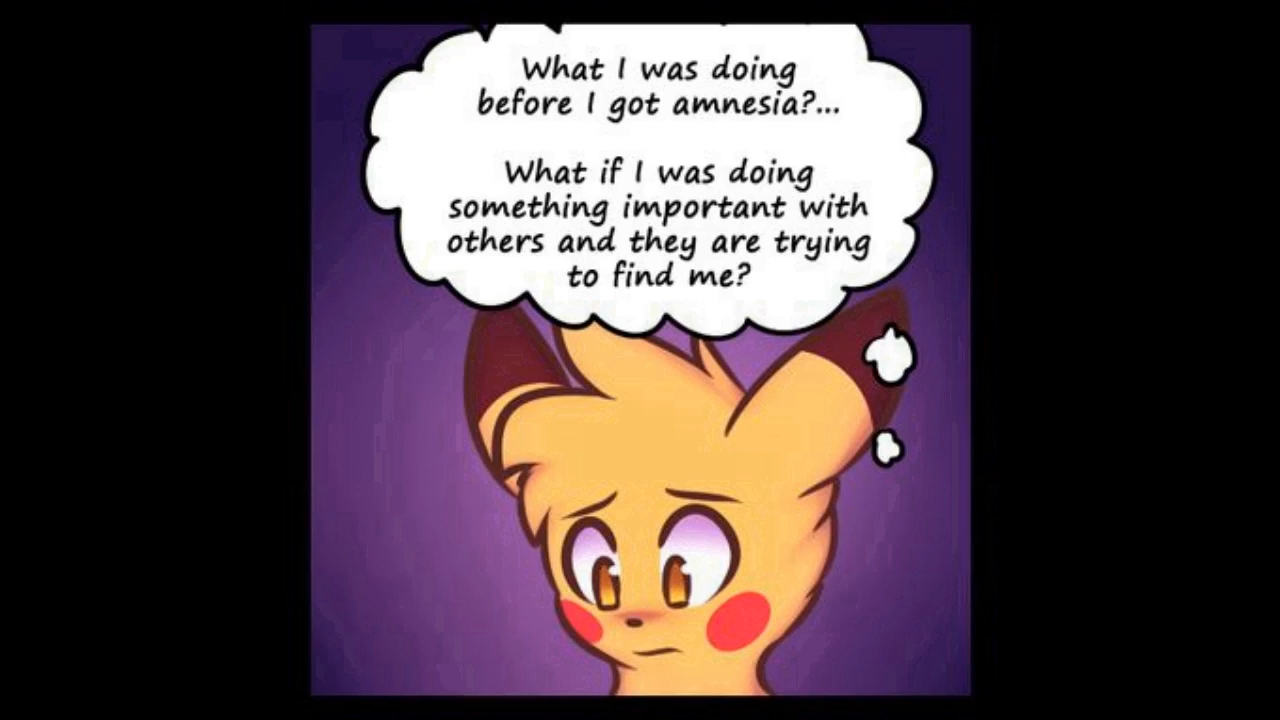 What I was doing
before I got amnesia?...
What if I was doing
something important with
others and they are trying
to find me?